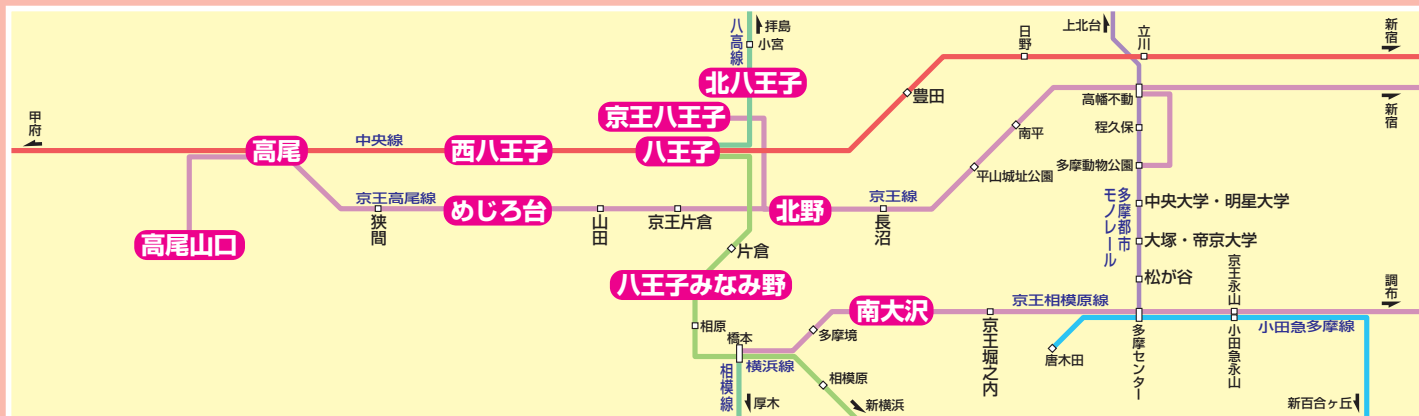 八高線
拝島
小宮
上北台
立川
日野
新宿
北八王子
豊田
京王八王子
高幡不動
新宿
甲府
南平
程久保
中央線
高尾
西八王子
八王子
平山城址公園
多摩動物公園
京王高尾線
京王線
多摩都市
モノレール
中央大学・明星大学
狭間
めじろ台
山田
京王片倉
北野
長沼
高尾山口
大塚・帝京大学
片倉
松が谷
京王永山
八王子みなみ野
調布
南大沢
京王相模原線
相原
橋本
多摩境
京王堀之内
多摩センター
小田急永山
小田急多摩線
唐木田
横浜線
相模線
相模原
厚木
新横浜
新百合ヶ丘